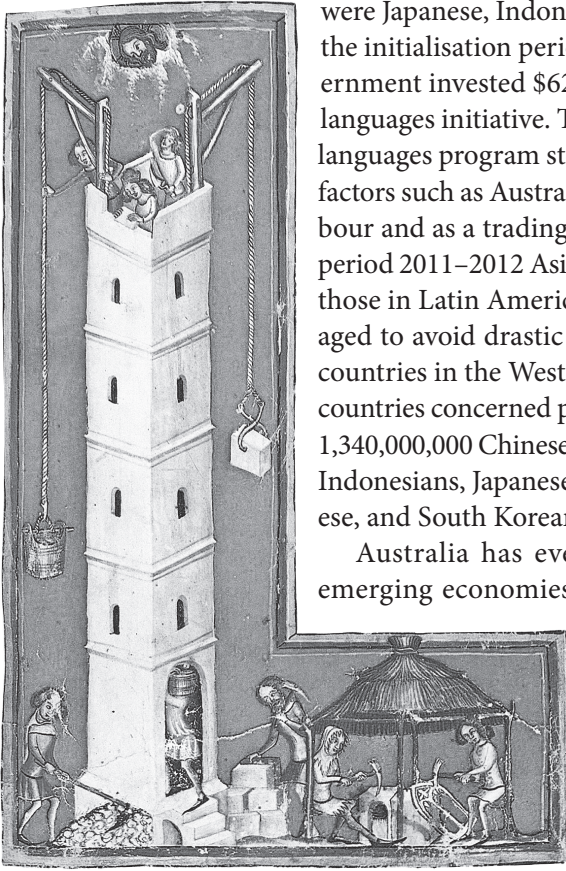 were Japanese, Indon
the initialisation peri
ernment invested $62
languages initiative. T
languages program st
factors such as Austra
bour and as a trading
period 2011–2012 Asi
those in Latin Americ
aged to avoid drastic
countries in the West
countries concerned p
1,340,000,000 Chinese
Indonesians, Japanese
ese, and South Korean
Australia has eve
emerging economies